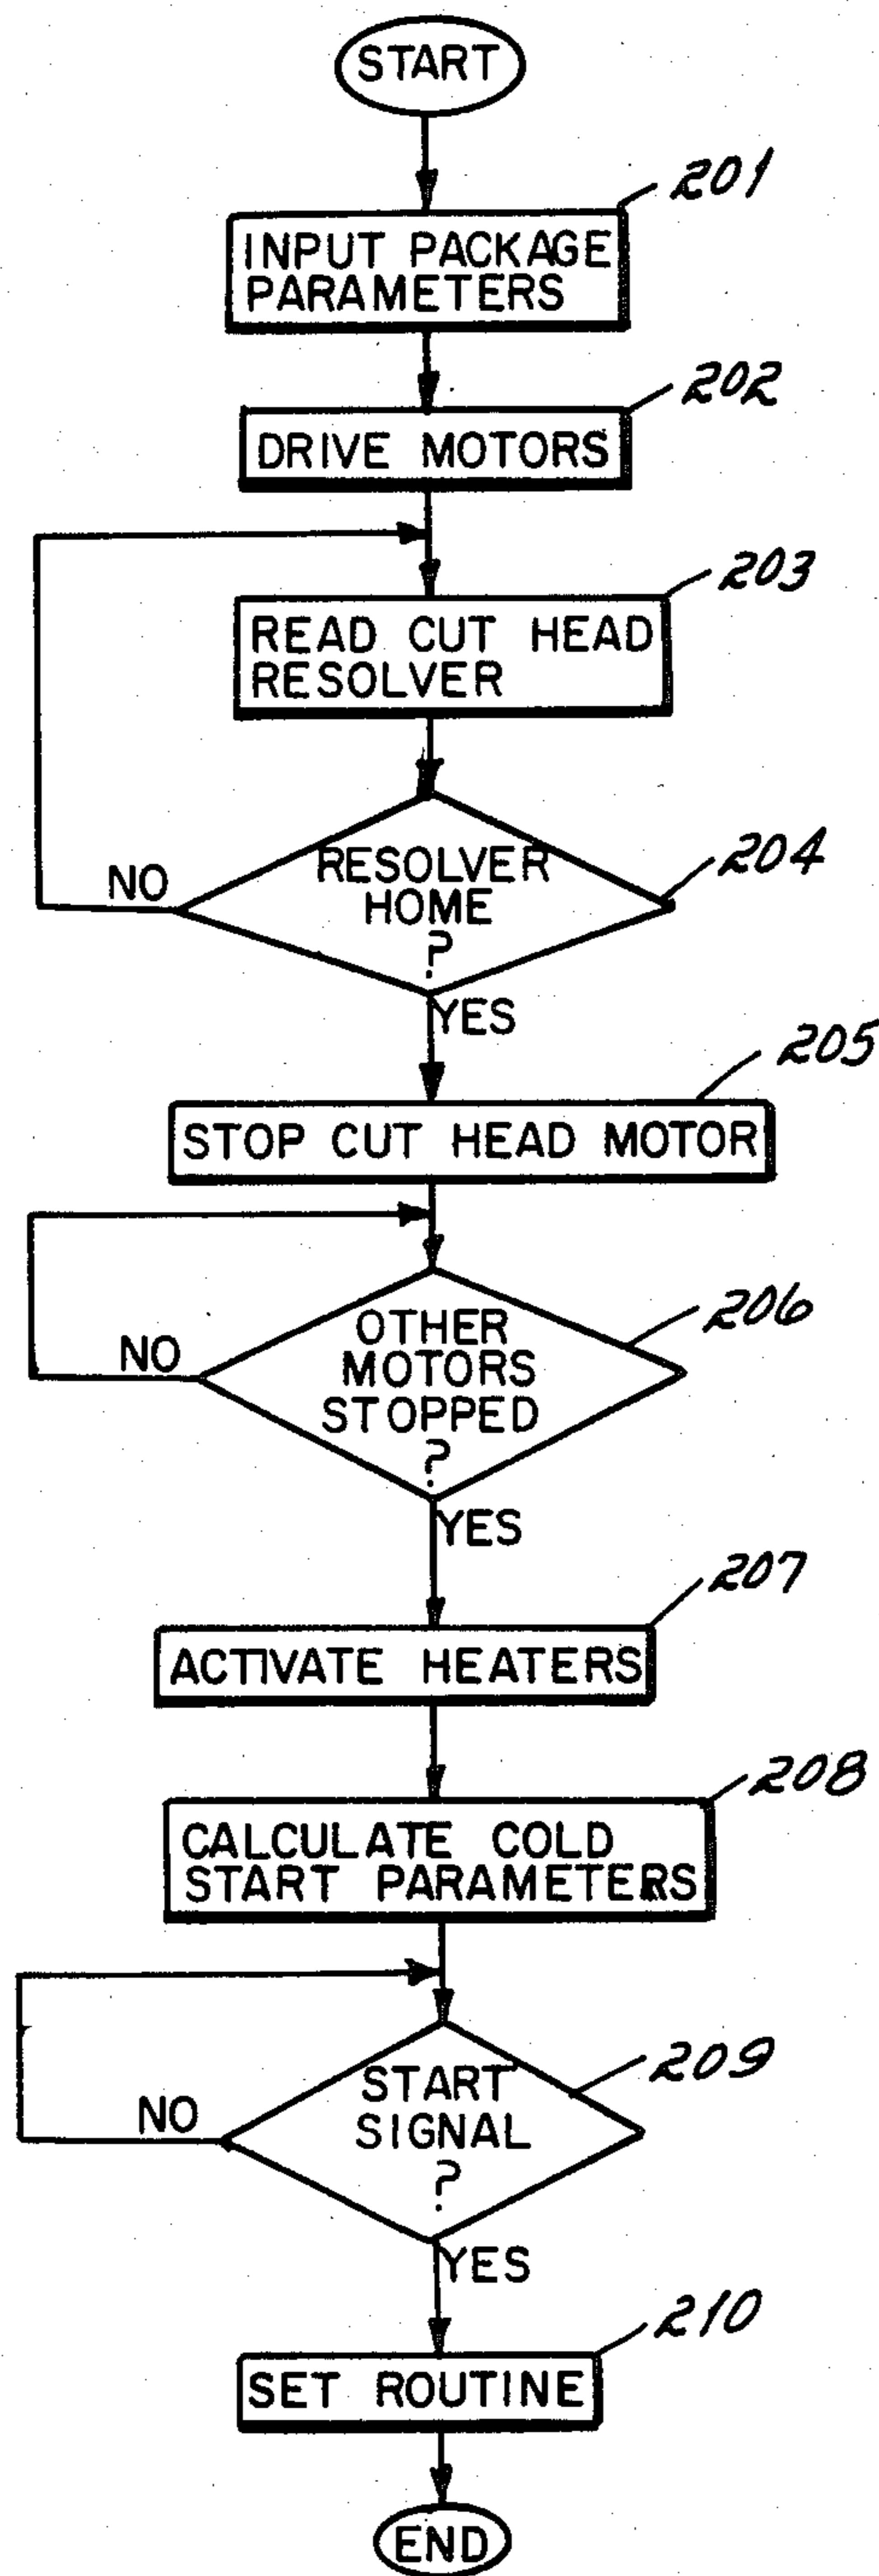 START
201
INPUT PACKAGE
PARAMETERS
202
DRIVE MOTORS
203
READ CUT HEAD
RESOLVER
204
RESOLVER
HOME
?
NO
YES
205
STOP CUT HEAD MOTOR
206
OTHER
MOTORS
STOPPED
?
NO
YES
207
ACTIVATE HEATERS
208
CALCULATE COLD
START PARAMETERS
209
START
SIGNAL
?
NO
YES
210
SET ROUTINE
END